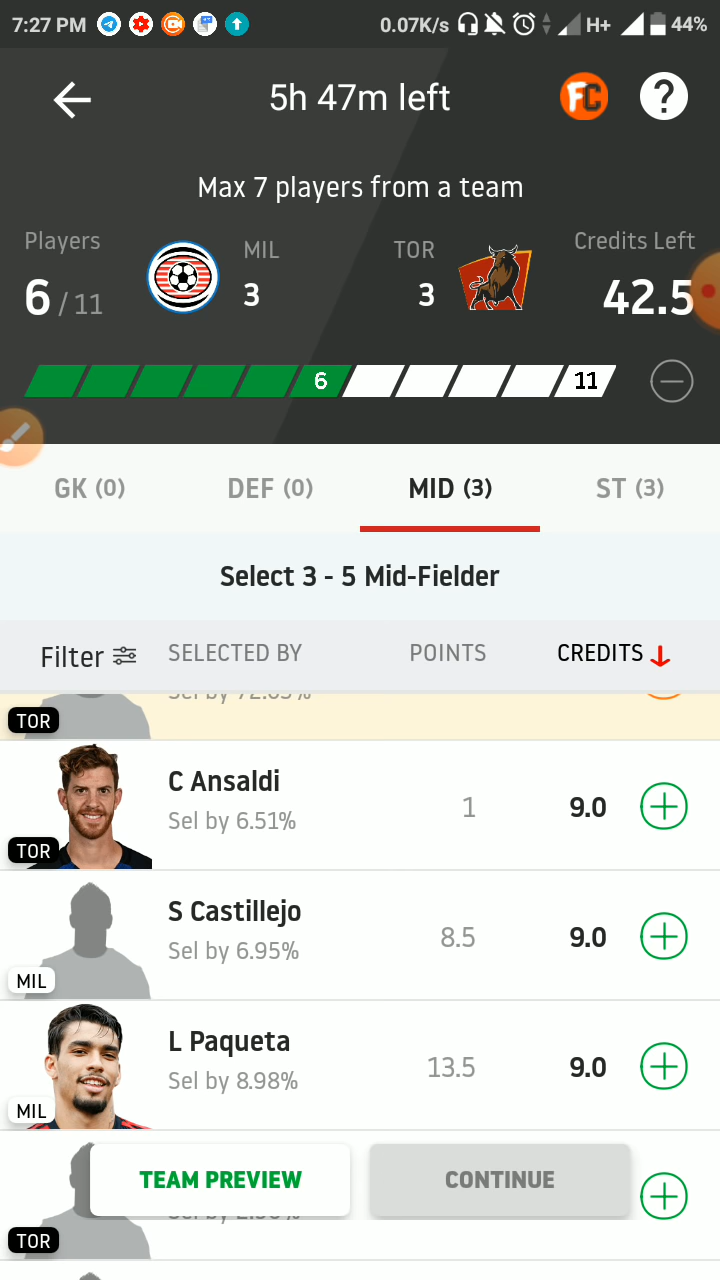 7:27 PM 0.07K/s H+ 44%
5h 47m left FC ?
Max 7 players from a team
Players MIL TOR Credits Left
6 / 11 3 3 42.5
6 11
GK (0) DEF (0) MID (3) ST (3)
Select 3 - 5 Mid-Fielder
Filter SELECTED BY POINTS CREDITS
TOR
C Ansaldi
Sel by 6.51% 1 9.0
TOR
S Castillejo
Sel by 6.95% 8.5 9.0
MIL
L Paqueta
Sel by 8.98% 13.5 9.0
MIL
TEAM PREVIEW CONTINUE
TOR